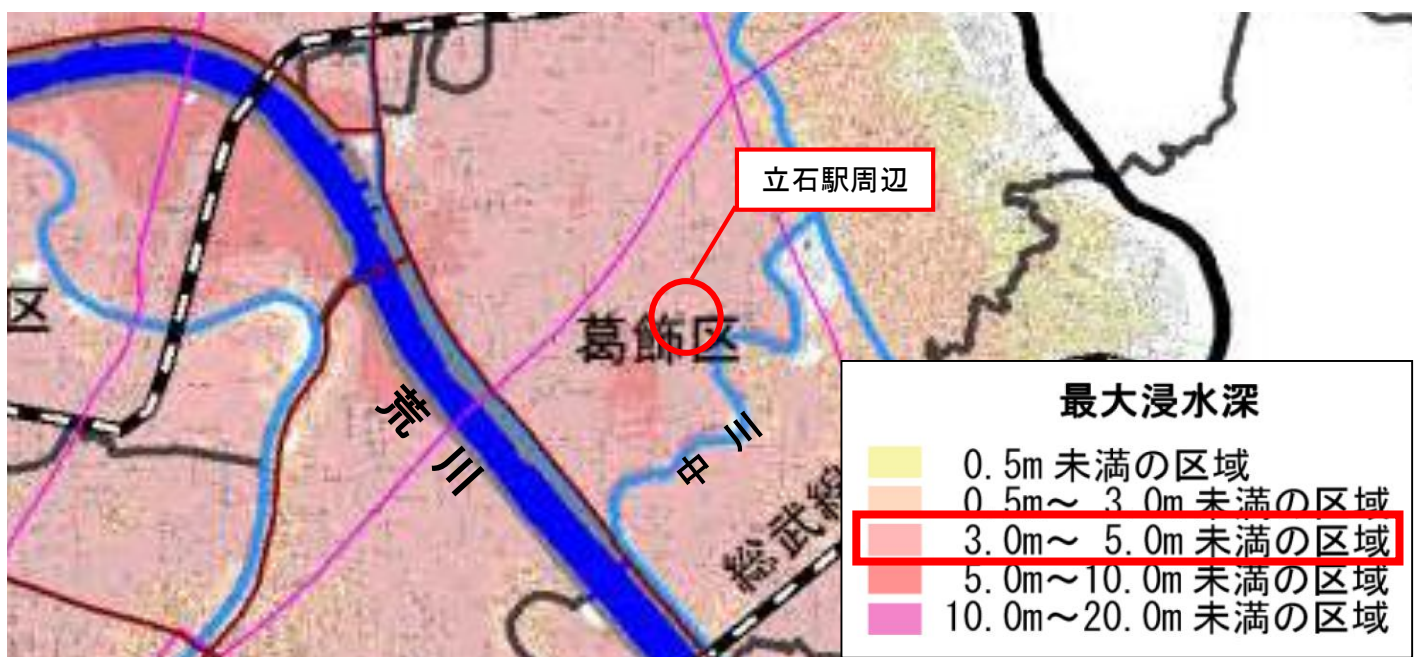 立石駅周辺
区
葛飾区
荒川
中川
総武線
最大浸水深
0.5m 未満の区域
0.5m～ 3.0m 未満の区域
3.0m～ 5.0m 未満の区域
5.0m～10.0m 未満の区域
10.0m～20.0m 未満の区域